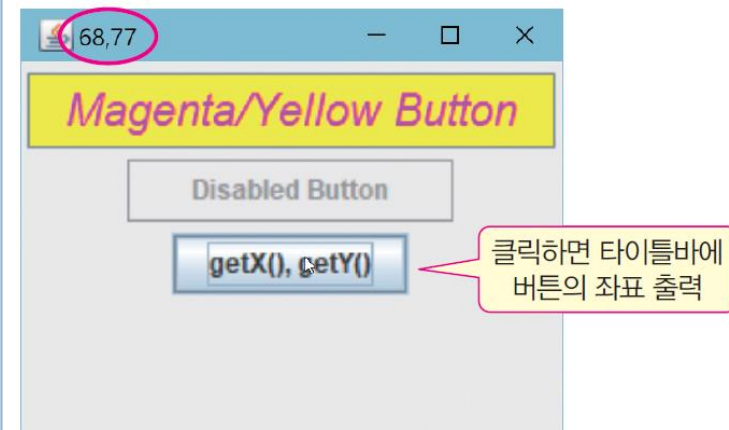 68,77
Magenta/Yellow Button
Disabled Button
getX(), getY()
클릭하면 타이틀바에
버튼의 좌표 출력